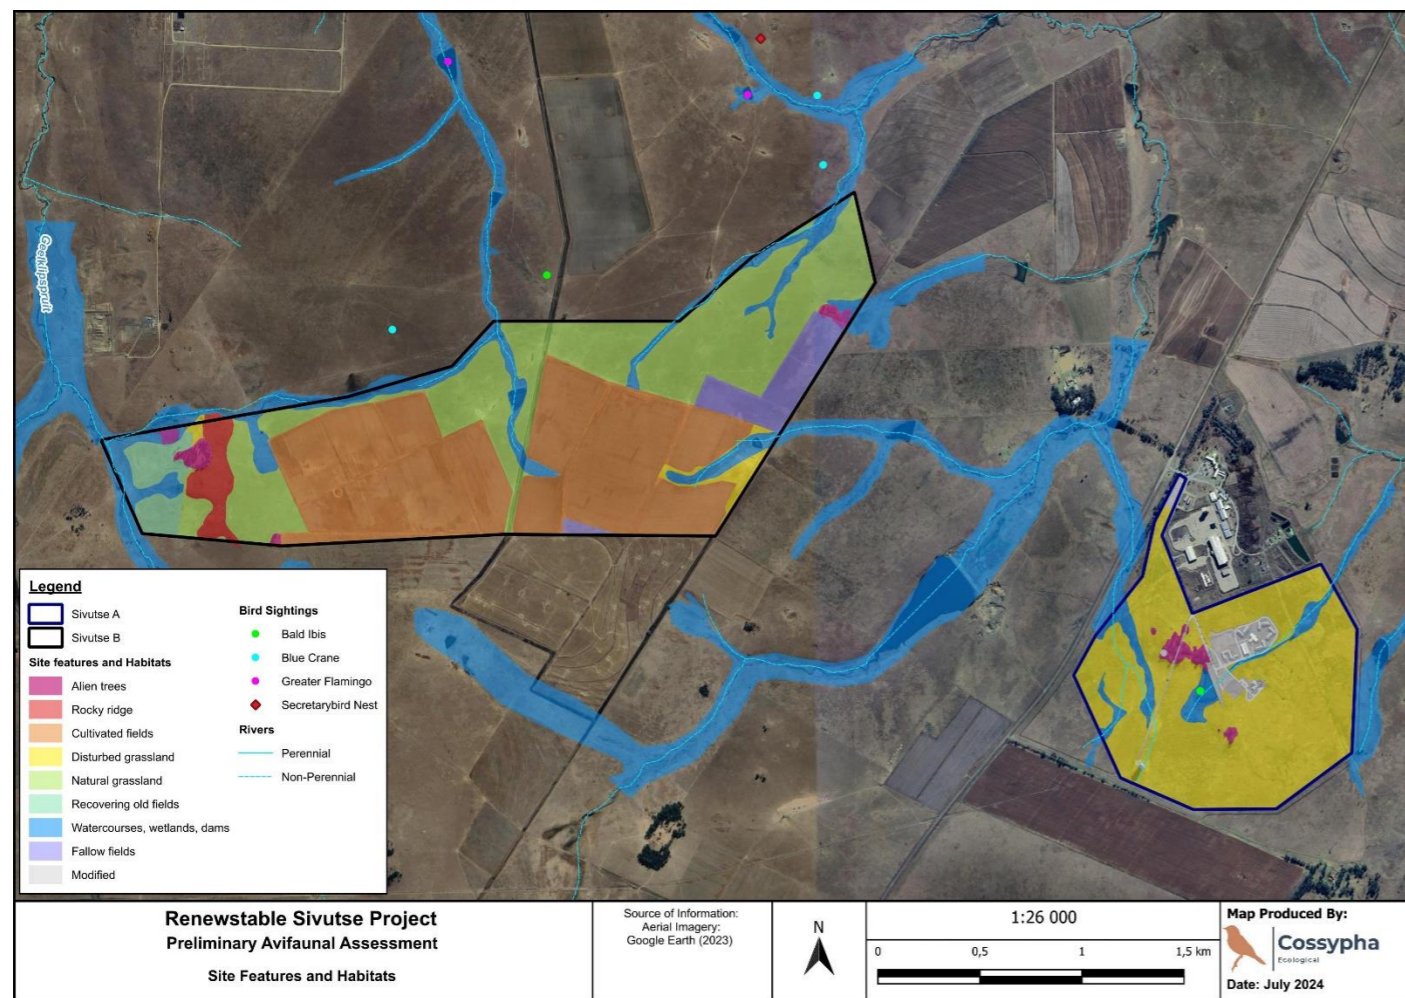 Geelklipspruit
Legend
Sivutse A
Sivutse B
Site features and Habitats
Alien trees
Rocky ridge
Cultivated fields
Disturbed grassland
Natural grassland
Recovering old fields
Watercourses, wetlands, dams
Fallow fields
Modified
Bird Sightings
Bald Ibis
Blue Crane
Greater Flamingo
Secretarybird Nest
Rivers
Perennial
Non-Perennial
Renewstable Sivutse Project
Preliminary Avifaunal Assessment
Site Features and Habitats
Source of Information:
Aerial Imagery:
Google Earth (2023)
N
1:26 000
0 0,5 1 1,5 km
Map Produced By:
Cossypha
Ecological
Date: July 2024